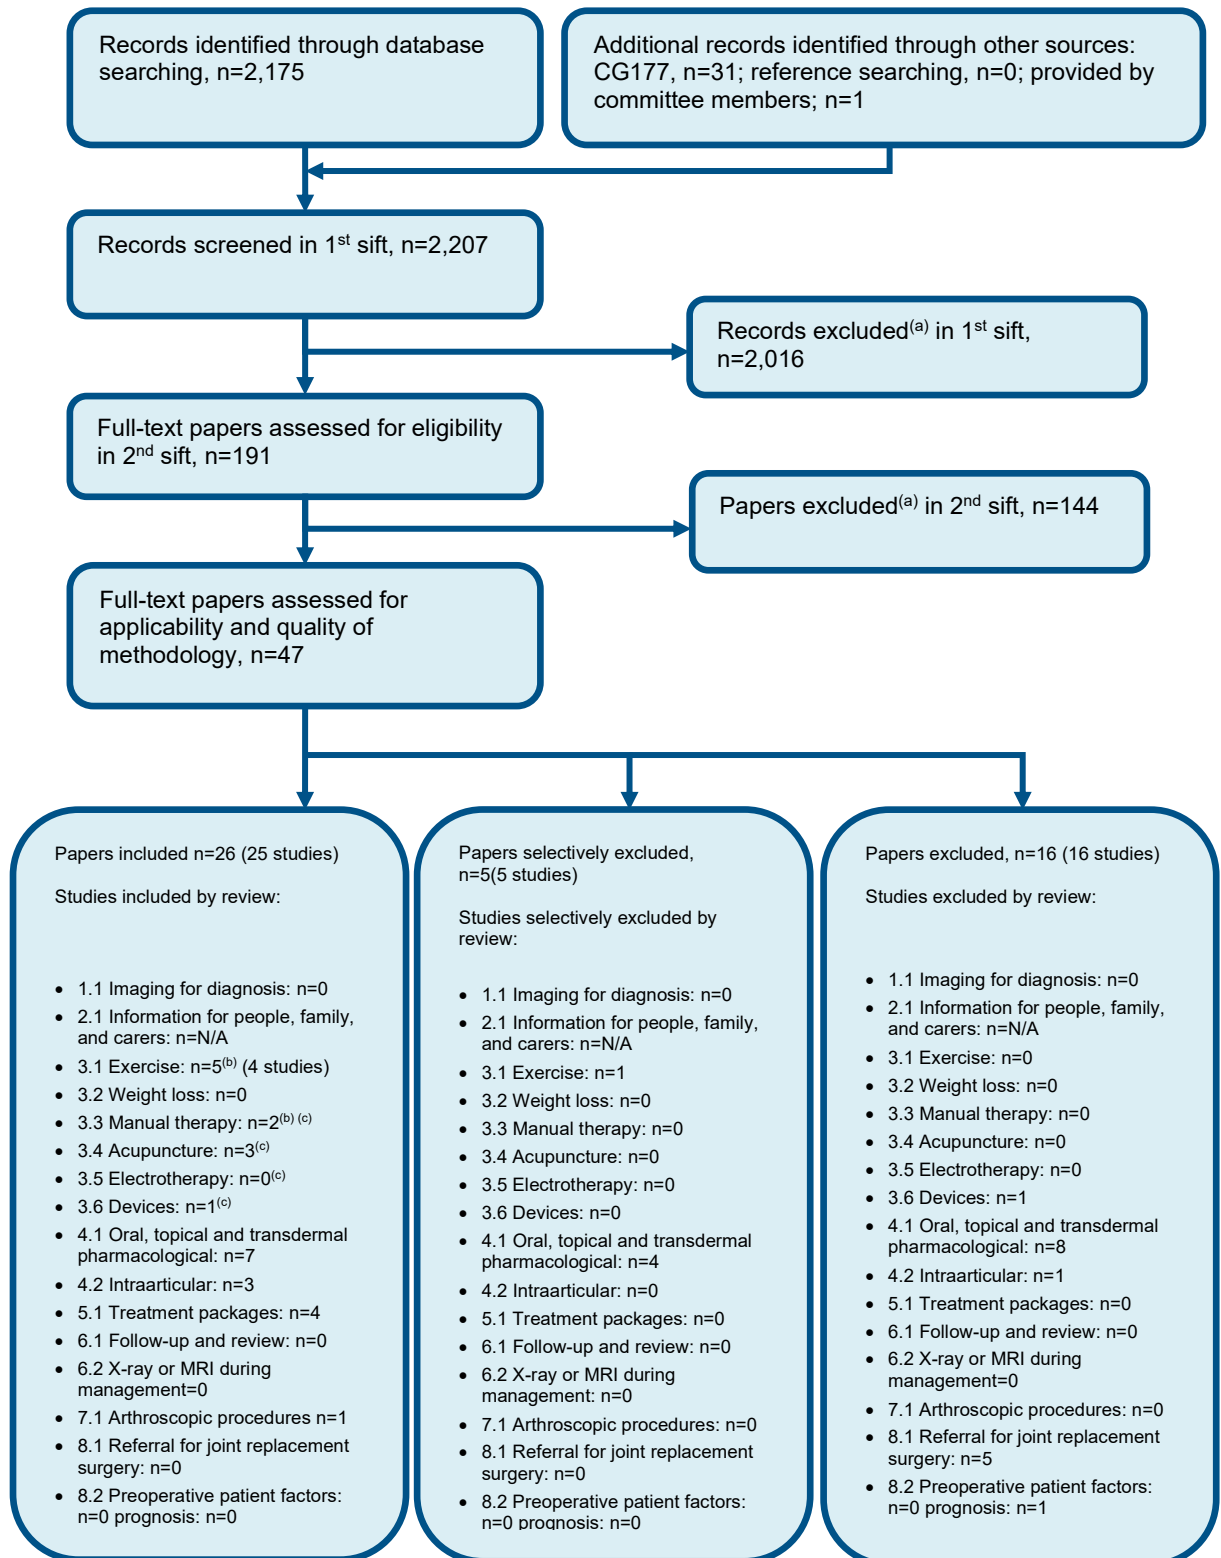 Records identified through database
searching, n=2,175
Additional records identified through other sources:
CG177, n=31; reference searching, n=0; provided by
committee members; n=1
Records screened in 1st sift, n=2,207
Records excluded(a) in 1st sift,
n=2,016
Full-text papers assessed for eligibility
in 2nd sift, n=191
Papers excluded(a) in 2nd sift, n=144
Full-text papers assessed for
applicability and quality of
methodology, n=47
Papers included n=26 (25 studies)
Studies included by review:
• 1.1 Imaging for diagnosis: n=0
• 2.1 Information for people, family,
and carers: n=N/A
• 3.1 Exercise: n=5(b) (4 studies)
• 3.2 Weight loss: n=0
• 3.3 Manual therapy: n=2(b) (c)
• 3.4 Acupuncture: n=3(c)
• 3.5 Electrotherapy: n=0(c)
• 3.6 Devices: n=1(c)
• 4.1 Oral, topical and transdermal
pharmacological: n=7
• 4.2 Intraarticular: n=3
• 5.1 Treatment packages: n=4
• 6.1 Follow-up and review: n=0
• 6.2 X-ray or MRI during
management=0
• 7.1 Arthroscopic procedures n=1
• 8.1 Referral for joint replacement
surgery: n=0
• 8.2 Preoperative patient factors:
n=0 prognosis: n=0
Papers selectively excluded,
n=5(5 studies)
Studies selectively excluded by
review:
• 1.1 Imaging for diagnosis: n=0
• 2.1 Information for people, family,
and carers: n=N/A
• 3.1 Exercise: n=1
• 3.2 Weight loss: n=0
• 3.3 Manual therapy: n=0
• 3.4 Acupuncture: n=0
• 3.5 Electrotherapy: n=0
• 3.6 Devices: n=0
• 4.1 Oral, topical and transdermal
pharmacological: n=4
• 4.2 Intraarticular: n=0
• 5.1 Treatment packages: n=0
• 6.1 Follow-up and review: n=0
• 6.2 X-ray or MRI during
management: n=0
• 7.1 Arthroscopic procedures: n=0
• 8.1 Referral for joint replacement
surgery: n=0
• 8.2 Preoperative patient factors:
n=0 prognosis: n=0
Papers excluded, n=16 (16 studies)
Studies excluded by review:
• 1.1 Imaging for diagnosis: n=0
• 2.1 Information for people, family,
and carers: n=N/A
• 3.1 Exercise: n=0
• 3.2 Weight loss: n=0
• 3.3 Manual therapy: n=0
• 3.4 Acupuncture: n=0
• 3.5 Electrotherapy: n=0
• 3.6 Devices: n=1
• 4.1 Oral, topical and transdermal
pharmacological: n=8
• 4.2 Intraarticular: n=1
• 5.1 Treatment packages: n=0
• 6.1 Follow-up and review: n=0
• 6.2 X-ray or MRI during
management=0
• 7.1 Arthroscopic procedures: n=0
• 8.1 Referral for joint replacement
surgery: n=5
• 8.2 Preoperative patient factors:
n=0 prognosis: n=1